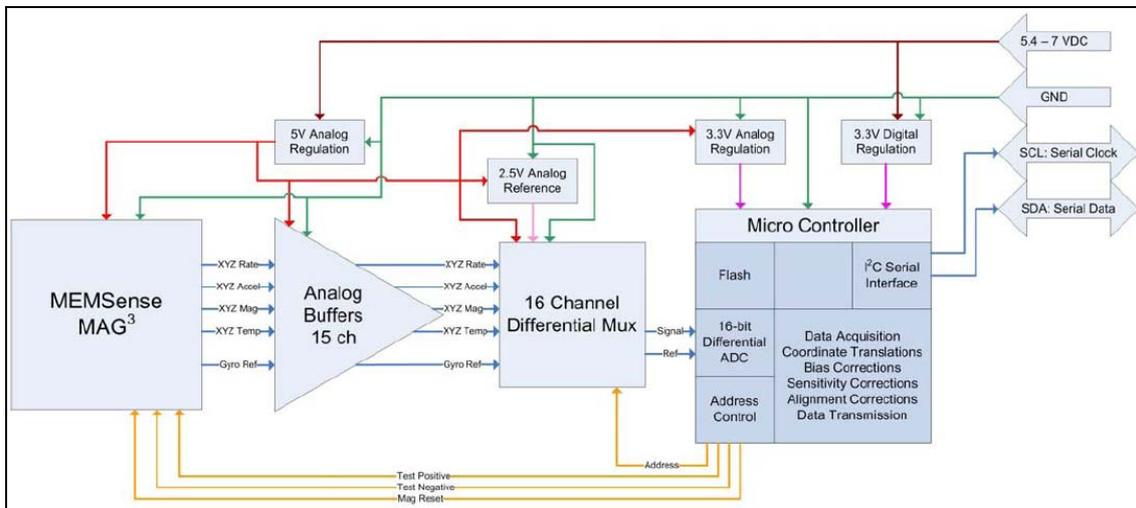 5.4 – 7 VDC
GND
SCL: Serial Clock
SDA: Serial Data
5V Analog
Regulation
2.5V Analog
Reference
3.3V Analog
Regulation
3.3V Digital
Regulation
MEMSense
MAG³
XYZ Rate
XYZ Accel
XYZ Mag
XYZ Temp
Gyro Ref
Analog
Buffers
15 ch
XYZ Rate
XYZ Accel
XYZ Mag
XYZ Temp
Gyro Ref
16 Channel
Differential Mux
Signal
Ref
Micro Controller
Flash
I²C Serial
Interface
16-bit
Differential
ADC
Address
Control
Data Acquisition
Coordinate Translations
Bias Corrections
Sensitivity Corrections
Alignment Corrections
Data Transmission
Address
Test Positive
Test Negative
Mag Reset